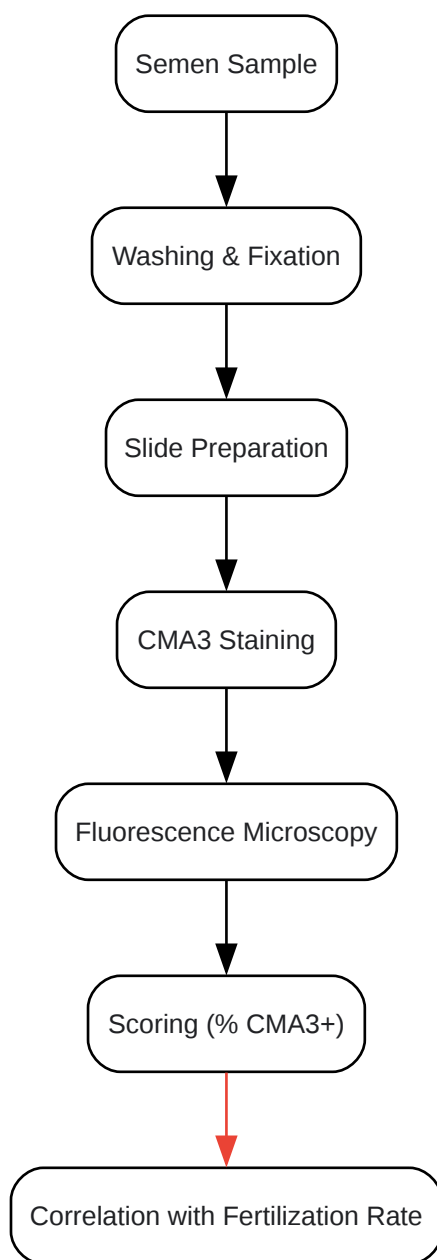 Semen Sample
Washing & Fixation
Slide Preparation
CMA3 Staining
Fluorescence Microscopy
Scoring (% CMA3+)
Correlation with Fertilization Rate